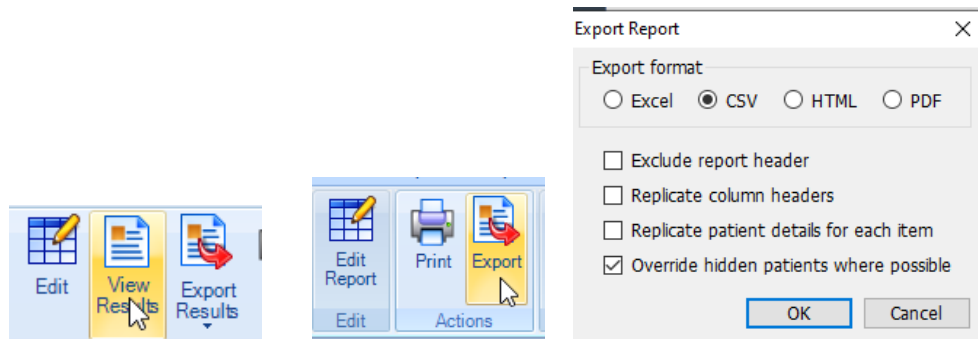 Edit
View
Results
Export
Results
Edit
Report
Print
Export
Edit
Actions
Export Report
Export format
Excel CSV HTML PDF
Exclude report header
Replicate column headers
Replicate patient details for each item
Override hidden patients where possible
OK Cancel